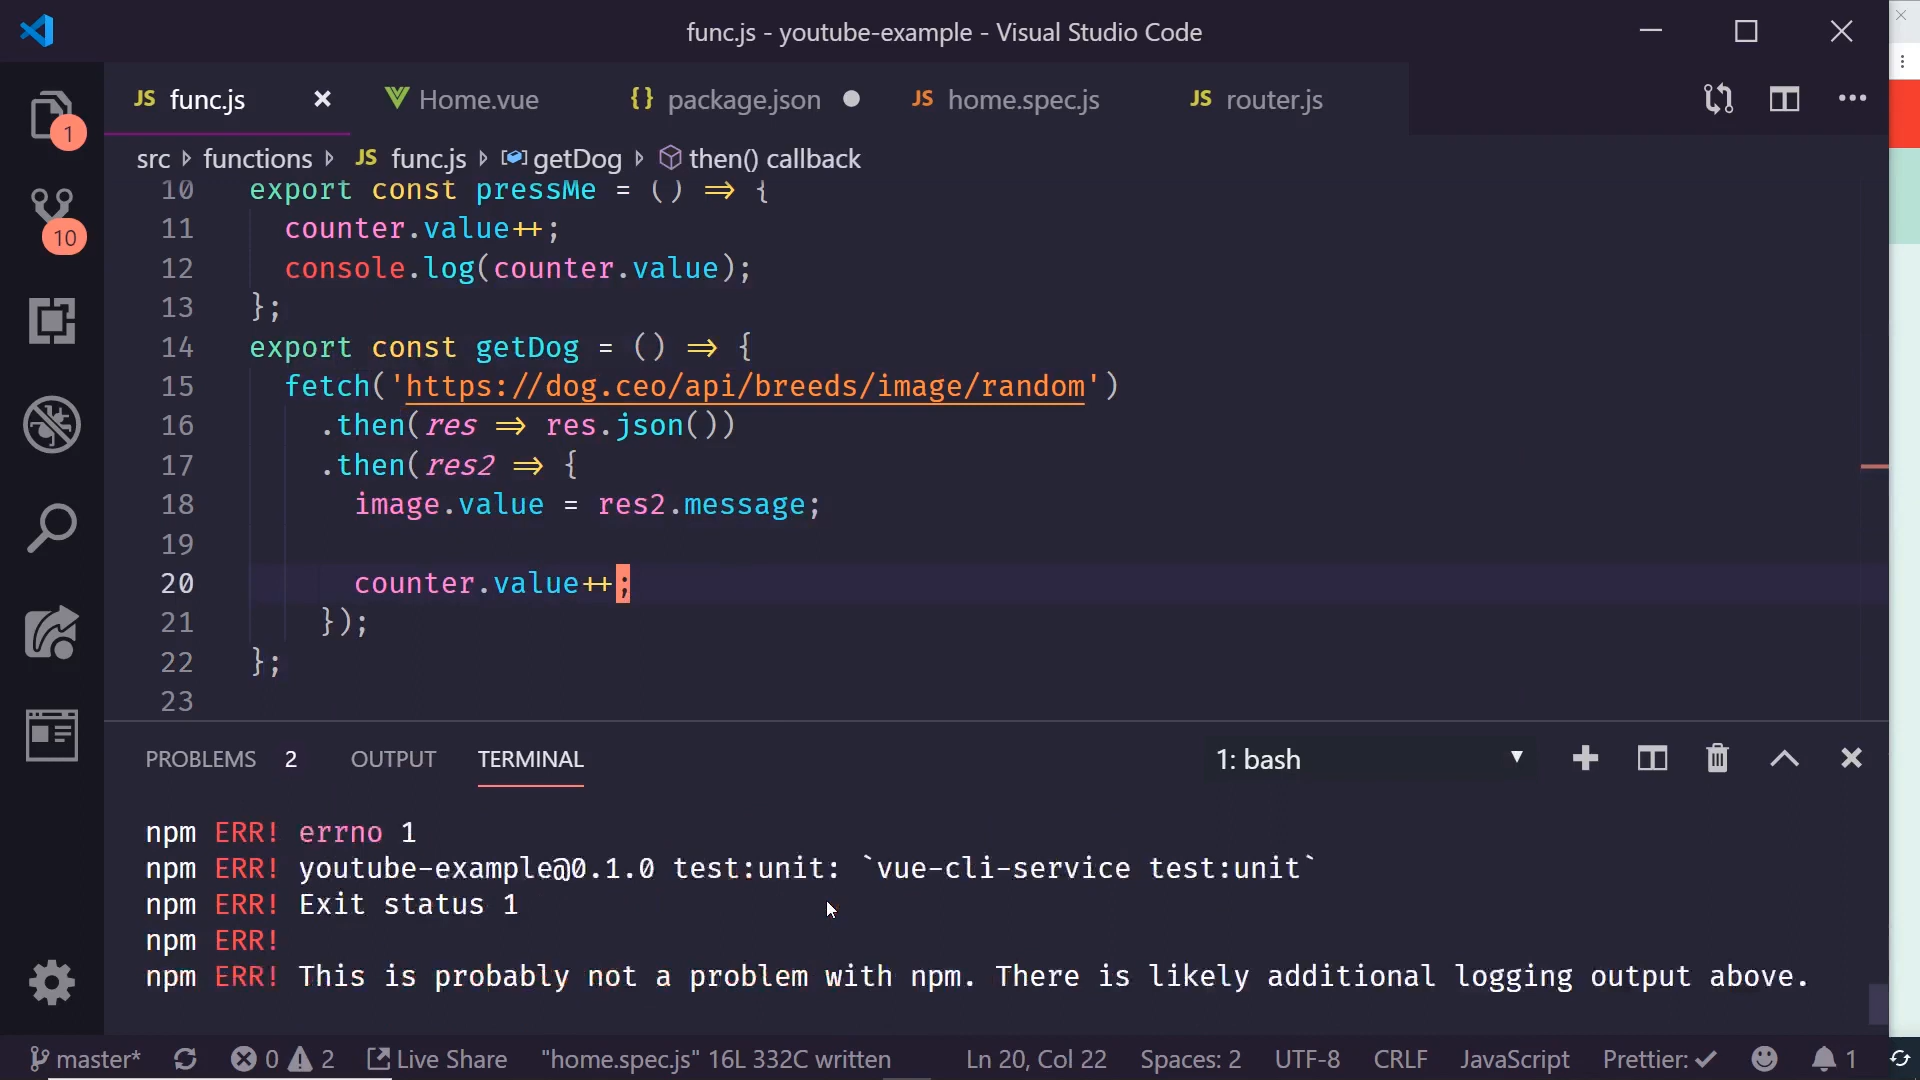 func.js - youtube-example - Visual Studio Code
JS func.js Home.vue {} package.json JS home.spec.js JS router.js
src functions JS func.js getDog then() callback
1
10
10 export const pressMe = () => {
11 counter.value++;
12 console.log(counter.value);
13 };
14 export const getDog = () => {
15 fetch('https://dog.ceo/api/breeds/image/random')
16 .then(res => res.json())
17 .then(res2 => {
18 image.value = res2.message;
19
20 counter.value++;
21 });
22 };
23
PROBLEMS 2 OUTPUT TERMINAL 1: bash
npm ERR! errno 1
npm ERR! youtube-example@0.1.0 test:unit: `vue-cli-service test:unit`
npm ERR! Exit status 1
npm ERR!
npm ERR! This is probably not a problem with npm. There is likely additional logging output above.
master* 0 2 Live Share "home.spec.js" 16L 332C written Ln 20, Col 22 Spaces: 2 UTF-8 CRLF JavaScript Prettier: ✓ 1